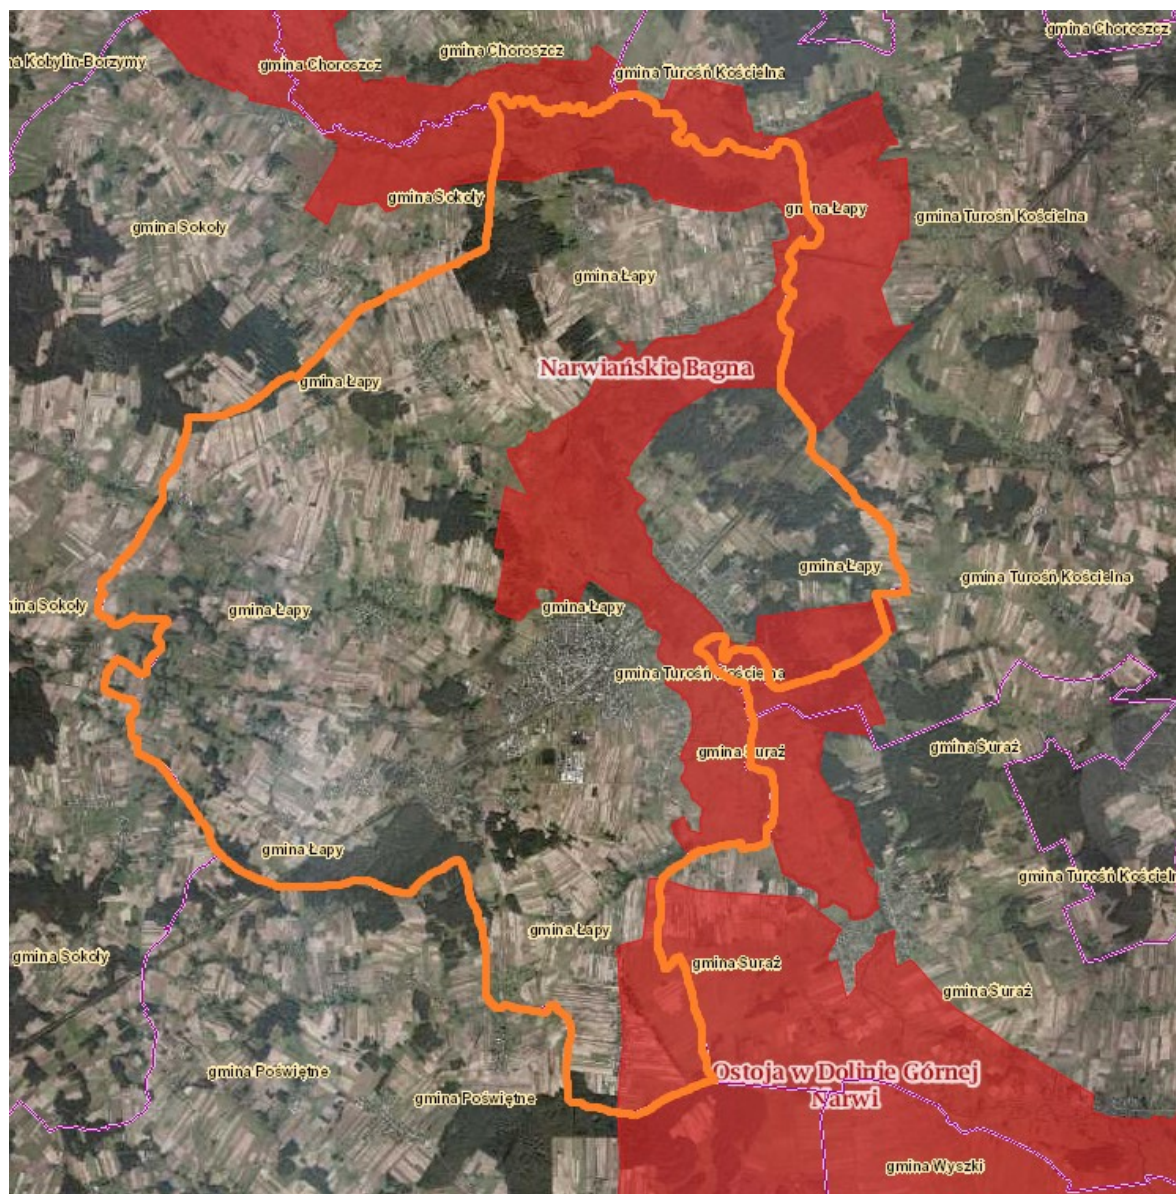 gmina Choroszcz
gmina Choroszcz
na Kobylin-Borzymy
gmina Choroszcz
gmina Turośń Kościelna
gmina Sokoły
gmina Łapy
gmina Turośń Kościelna
gmina Sokoły
gmina Łapy
Narwiańskie Bagna
gmina Łapy
gmina Łapy
gmina Turośń Kościelna
mina Sokoły
gmina Łapy
gmina Łapy
gmina Turośń Kościelna
gmina Suraż
gmina Suraż
gmina Łapy
gmina Turośń Kościeln
gmina Łapy
gmina Sokoły
gmina Suraż
gmina Suraż
gmina Poświętne
Ostoja w Dolinie Górnej
Narwi
gmina Poświętne
gmina Wyszki